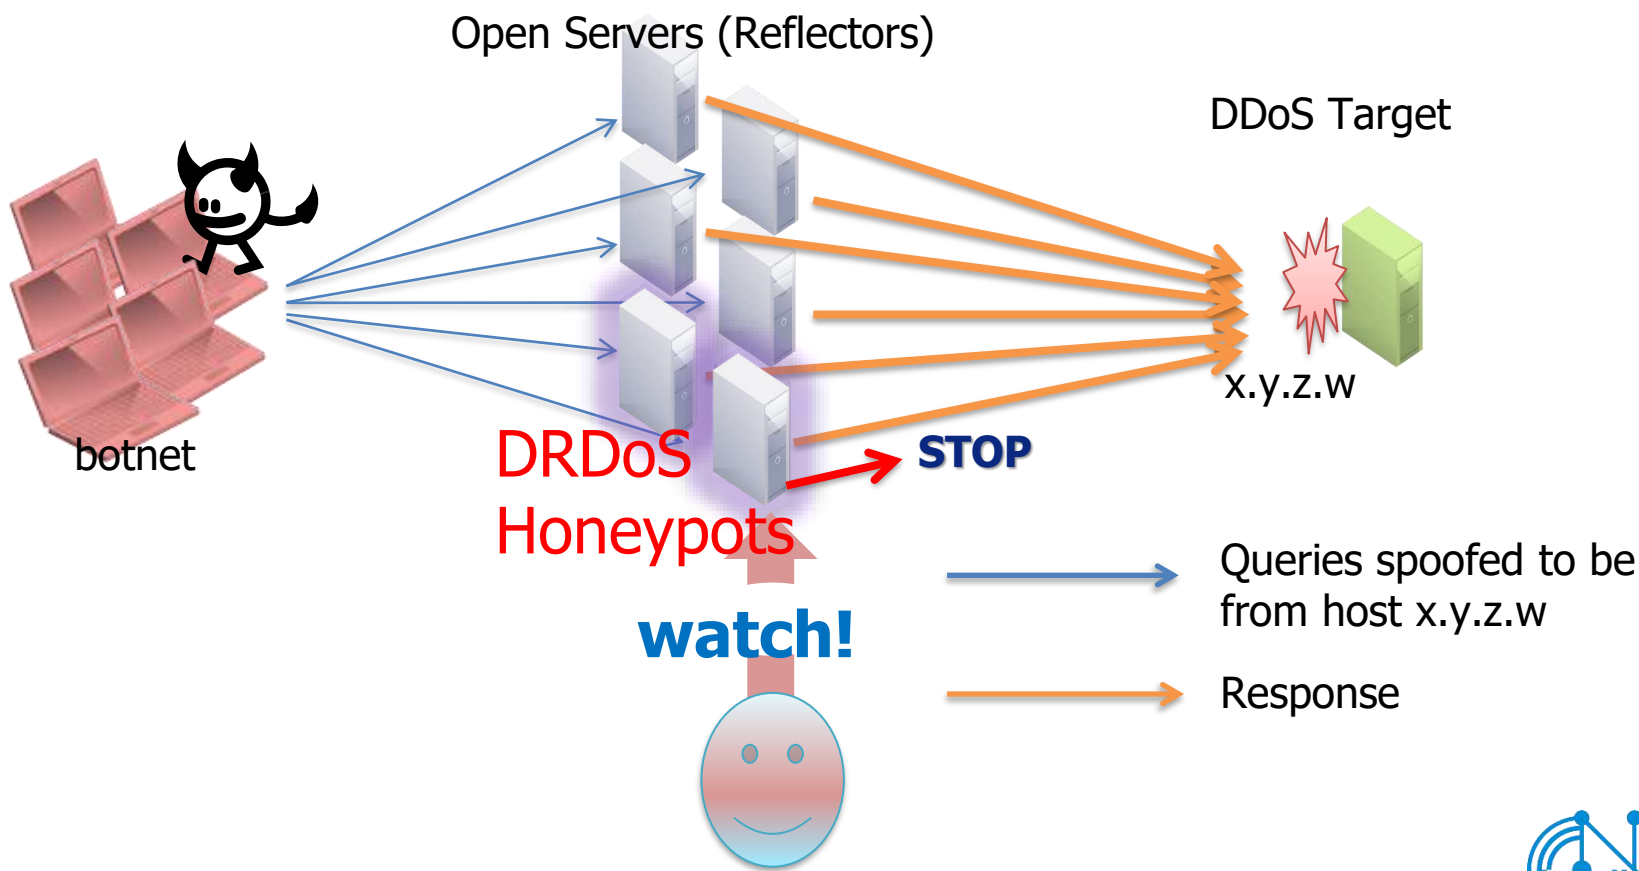 Open Servers (Reflectors)
DDoS Target
x.y.z.w
botnet
DRDoS
Honeypots
STOP
watch!
Queries spoofed to be
from host x.y.z.w
Response